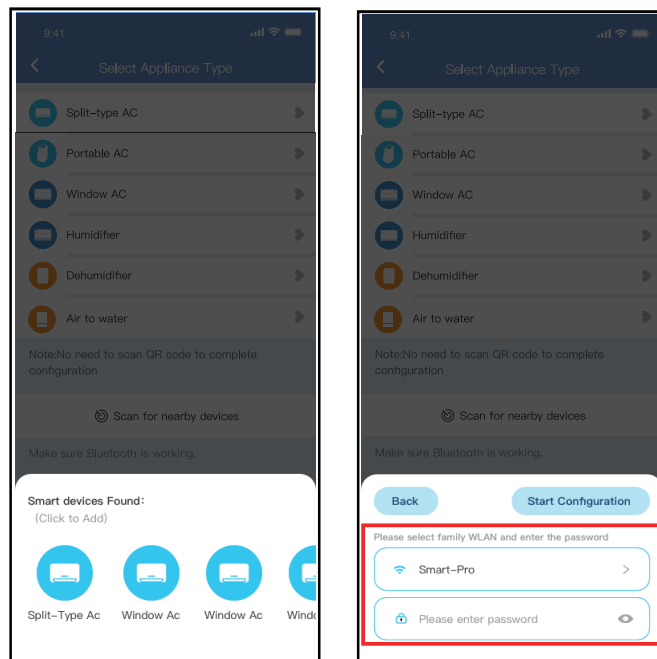 9:41
Select Appliance Type
Split-type AC
Portable AC
Window AC
Humidifier
Dehumidifier
Air to water
Note:No need to scan QR code to complete
configuration
Scan for nearby devices
Make sure Bluetooth is working.
Smart devices Found:
(Click to Add)
Split-Type Ac
Window Ac
Window Ac
Windo
9:41
Select Appliance Type
Split-type AC
Portable AC
Window AC
Humidifier
Dehumidifier
Air to water
Note:No need to scan QR code to complete
configuration
Scan for nearby devices
Make sure Bluetooth is working.
Back
Start Configuration
Please select family WLAN and enter the password
Smart-Pro
Please enter password